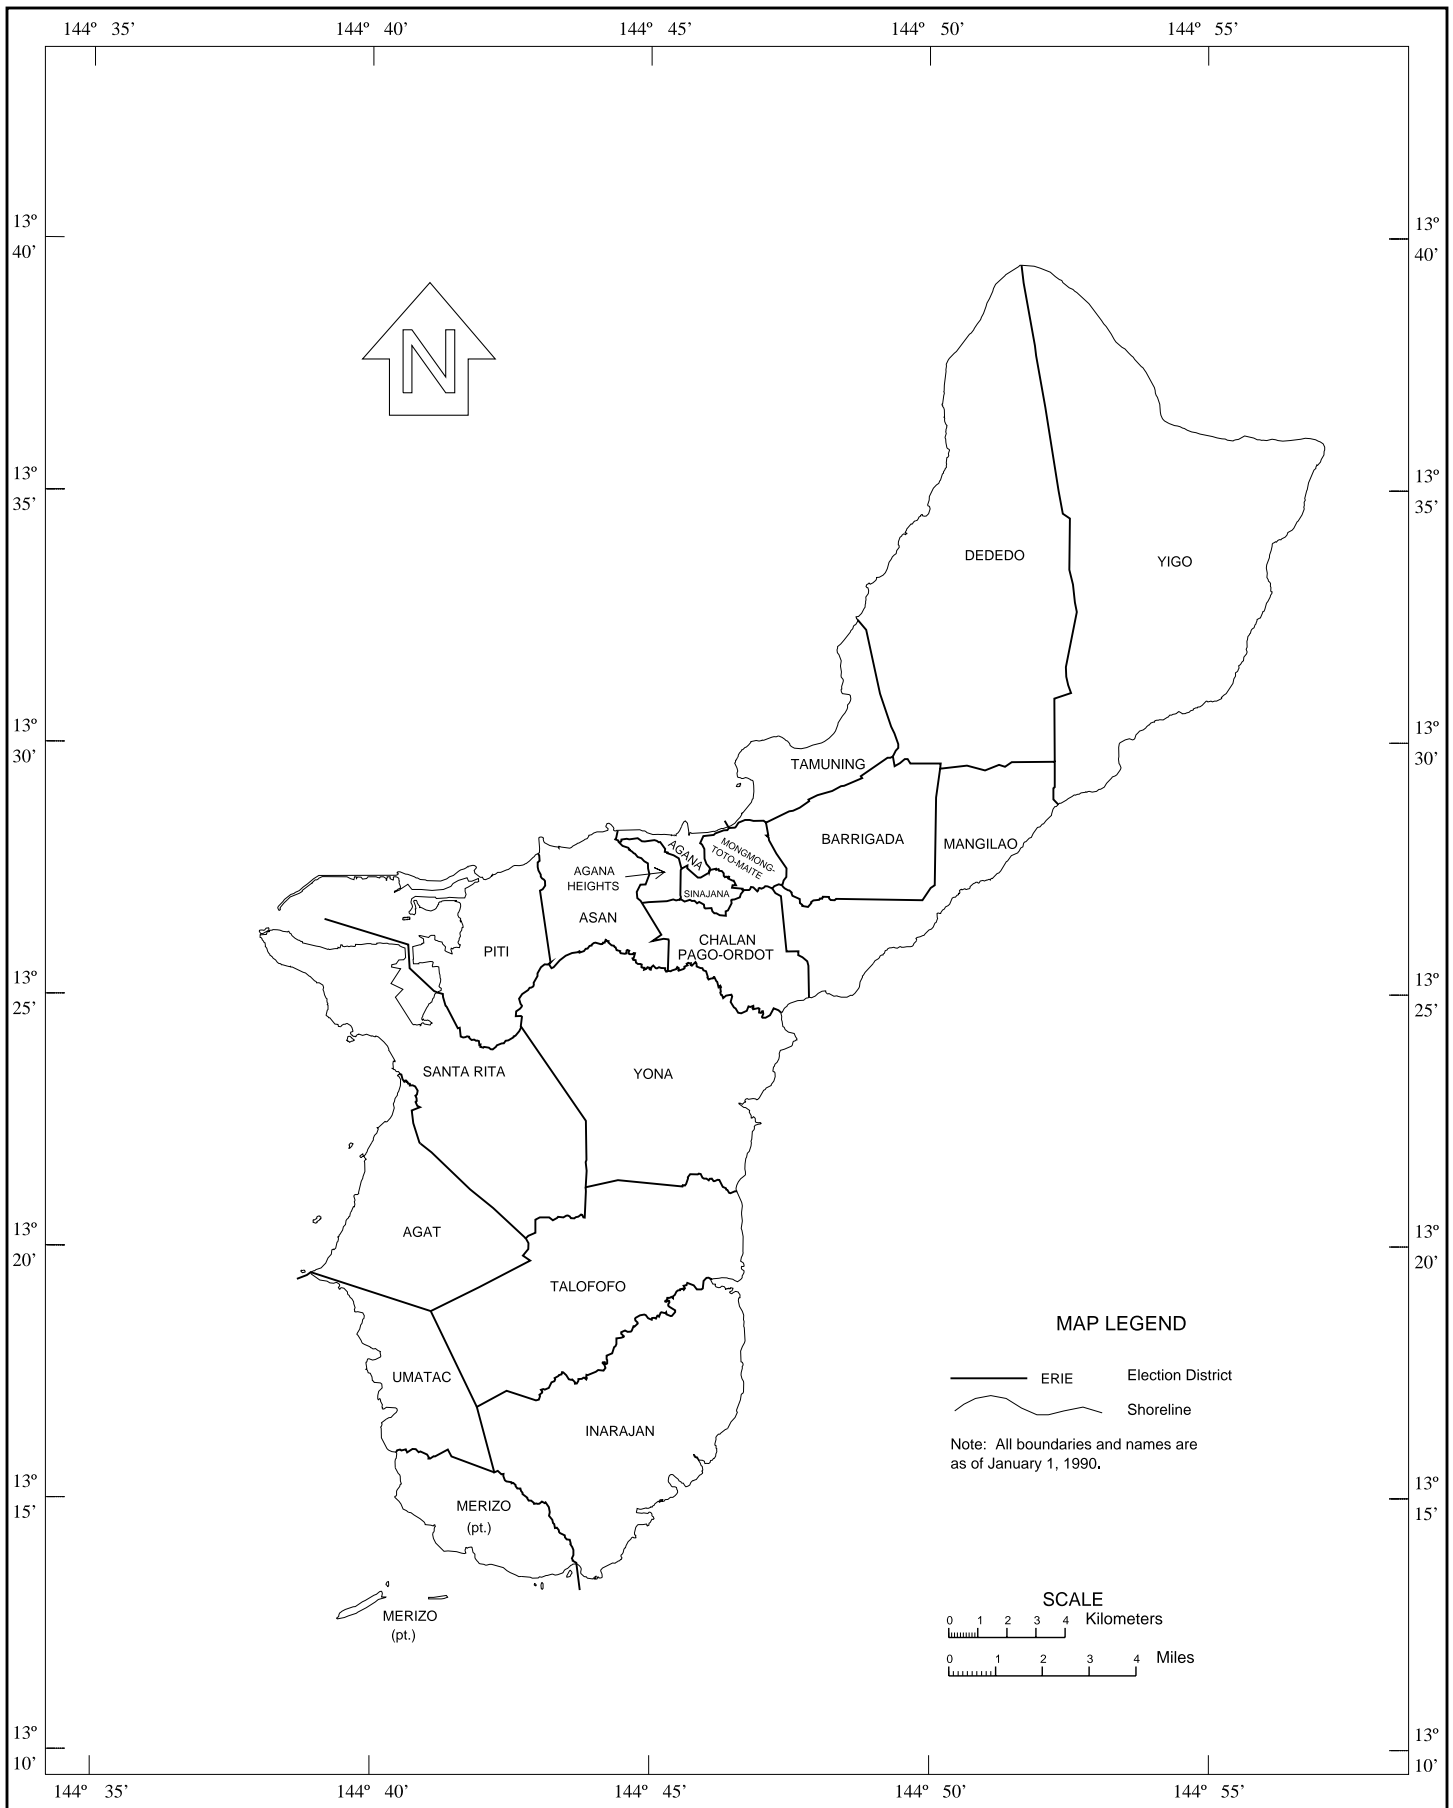 144º 35’
144º 40’
144º 45’
144º 50’
144º 55’
13º
40’
13º
40’
N
13º
35’
13º
35’
DEDEDO
YIGO
13º
30’
13º
30’
TAMUNING
BARRIGADA
MANGILAO
MONGMONG-
TOTO-MAITE
AGANA
AGANA
HEIGHTS
SINAJANA
ASAN
CHALAN
PAGO-ORDOT
PITI
13º
25’
13º
25’
SANTA RITA
YONA
AGAT
13º
20’
13º
20’
TALOFOFO
MAP LEGEND
UMATAC
ERIE
Election District
Shoreline
INARAJAN
Note: All boundaries and names are
as of January 1, 1990.
13º
15’
13º
15’
MERIZO
(pt.)
SCALE
0 1 2 3 4 Kilometers
MERIZO
(pt.)
0 1 2 3 4 Miles
13º
10’
13º
10’
144º 35’
144º 40’
144º 45’
144º 50’
144º 55’